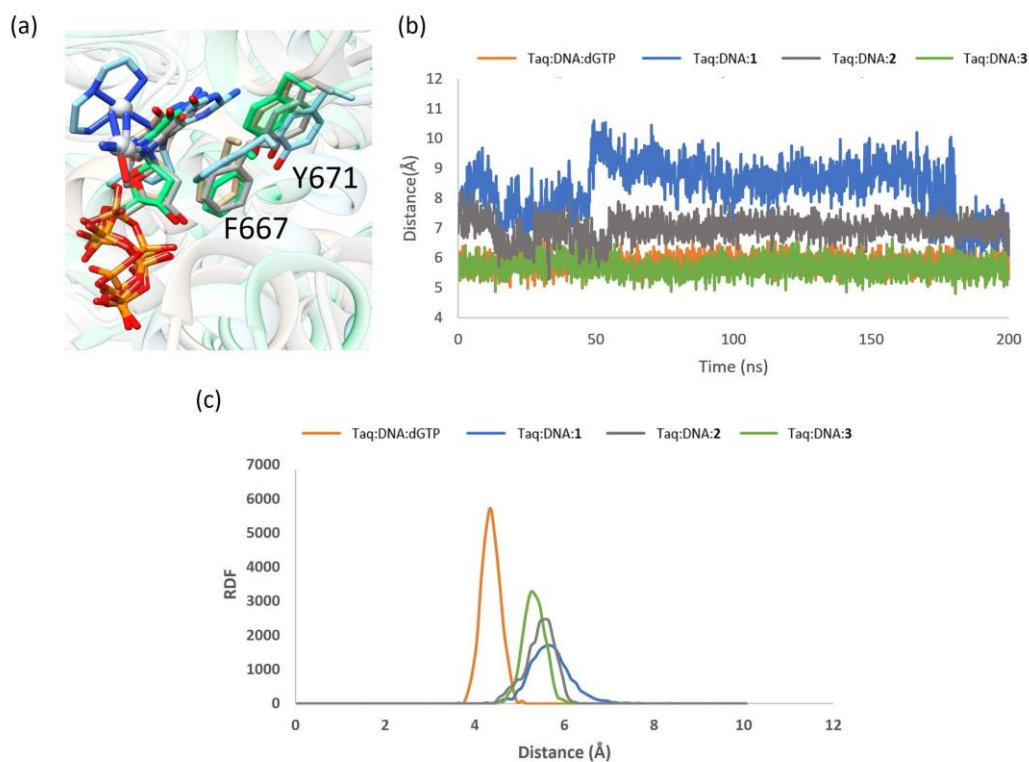 (a)
Y671
F667
(b)
Taq:DNA:dGTP Taq:DNA:1 Taq:DNA:2 Taq:DNA:3
12
11
10
9
8
7
6
5
4
Distance(Å)
0 50 100 150 200
Time (ns)
(c)
Taq:DNA:dGTP Taq:DNA:1 Taq:DNA:2 Taq:DNA:3
7000
6000
5000
4000
3000
2000
1000
0
RDF
0 2 4 6 8 10 12
Distance (Å)